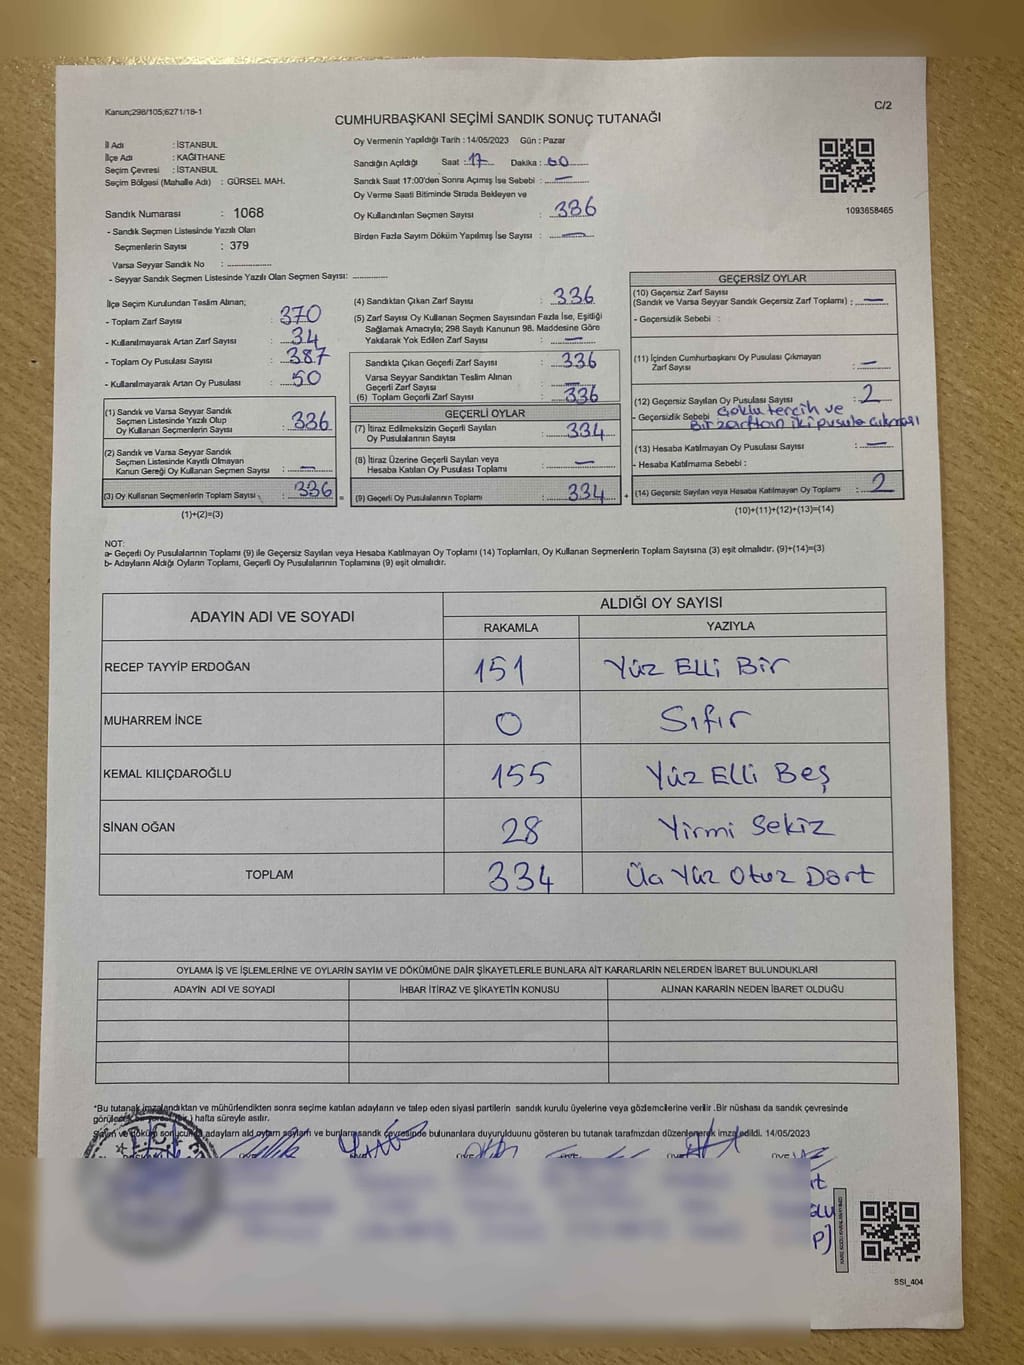 Kanun;298/105;6271/18-1
C/2
CUMHURBAŞKANI SEÇİMİ SANDIK SONUÇ TUTANAĞI
İl Adı : İSTANBUL
İlçe Adı : KAĞITHANE
Seçim Çevresi : İSTANBUL
Seçim Bölgesi (Mahalle Adı) : GÜRSEL MAH.
Sandık Numarası : 1068
- Sandık Seçmen Listesinde Yazılı Olan
Seçmenlerin Sayısı : 379
Varsa Seyyar Sandık No :
- Seyyar Sandık Seçmen Listesinde Yazılı Olan Seçmen Sayısı:
Oy Vermenin Yapıldığı Tarih : 14/05/2023 Gün : Pazar
Sandığın Açıldığı Saat : 17 Dakika : 60
Sandık Saat 17:00'den Sonra Açımış İse Sebebi : —
Oy Verme Saati Bitiminde Strada Bekleyen ve
Oy Kullandırılan Seçmen Sayısı : 336
Birden Fazla Sayım Döküm Yapılmış İse Sayısı : —
1093658465
İlçe Seçim Kurulundan Teslim Alınan;
- Toplam Zarf Sayısı : 370
- Kullanılmayarak Artan Zarf Sayısı : 34
- Toplam Oy Pusulası Sayısı : 387
- Kullanılmayarak Artan Oy Pusulası : 50
(1) Sandık ve Varsa Seyyar Sandık
Seçmen Listesinde Yazılı Olup
Oy Kullanan Seçmenlerin Sayısı : 336
(2) Sandık ve Varsa Seyyar Sandık
Seçmen Listesinde Kayıtlı Olmayan
Kanun Gereği Oy Kullanan Seçmen Sayısı : —
(3) Oy Kullanan Seçmenlerin Toplam Sayısı : 336 =
(1)+(2)=(3)
(4) Sandıktan Çıkan Zarf Sayısı : 336
(5) Zarf Sayısı Oy Kullanan Seçmen Sayısından Fazla İse, Eşitliği
Sağlamak Amacıyla; 298 Sayılı Kanunun 98. Maddesine Göre
Yakılarak Yok Edilen Zarf Sayısı : —
Sandıkla Çıkan Geçerli Zarf Sayısı : 336
Varsa Seyyar Sandıktan Teslim Alınan
Geçerli Zarf Sayısı : —
(6) Toplam Geçerli Zarf Sayısı : 336
GEÇERLİ OYLAR
(7) İtiraz Edilmeksizin Geçerli Sayılan
Oy Pusulalarının Sayısı : 334
(8) İtiraz Üzerine Geçerli Sayılan veya
Hesaba Katılan Oy Pusulası Toplamı : —
(9) Geçerli Oy Pusulalarının Toplamı : 334 +
GEÇERSİZ OYLAR
(10) Geçersiz Zarf Sayısı
(Sandık ve Varsa Seyyar Sandık Geçersiz Zarf Toplamı) : —
- Geçersizlik Sebebi :
(11) İçinden Cumhurbaşkanı Oy Pusulası Çıkmayan
Zarf Sayısı : —
(12) Geçersiz Sayılan Oy Pusulası Sayısı : 2
- Geçersizlik Sebebi Çoklu tercih ve
Bir zarftan iki pusula çıkması
(13) Hesaba Katılmayan Oy Pusulası Sayısı : —
- Hesaba Katılmama Sebebi :
(14) Geçersiz Sayılan veya Hesaba Katılmayan Oy Toplamı : 2
(10)+(11)+(12)+(13)=(14)
NOT:
a- Geçerli Oy Pusulalarının Toplamı (9) ile Geçersiz Sayılan veya Hesaba Katılmayan Oy Toplamı (14) Toplamları, Oy Kullanan Seçmenlerin Toplam Sayısına (3) eşit olmalıdır. (9)+(14)=(3)
b- Adayların Aldığı Oyların Toplamı, Geçerli Oy Pusulalarının Toplamına (9) eşit olmalıdır.
ADAYIN ADI VE SOYADI
ALDIĞI OY SAYISI
RAKAMLA YAZIYLA
RECEP TAYYİP ERDOĞAN 151 Yüz Elli Bir
MUHARREM İNCE 0 Sıfır
KEMAL KILIÇDAROĞLU 155 Yüz Elli Beş
SİNAN OĞAN 28 Yirmi Sekiz
TOPLAM 334 Üç Yüz Otuz Dört
OYLAMA İŞ VE İŞLEMLERİNE VE OYLARIN SAYIM VE DÖKÜMÜNE DAİR ŞİKAYETLERLE BUNLARA AİT KARARLARIN NELERDEN İBARET BULUNDUKLARI
ADAYIN ADI VE SOYADI İHBAR İTİRAZ VE ŞİKAYETİN KONUSU ALINAN KARARIN NEDEN İBARET OLDUĞU
*Bu tutanak imzalandıktan ve mühürlendikten sonra seçime katılan adayların ve talep eden siyasi partilerin sandık kurulu üyelerine veya gözlemcilerine verilir .Bir nüshası da sandık çevresinde
hafta süreyle asılır.
adayların ve bunların sandık çevresinde bulunanlara duyurulduunu gösteren bu tutanak tarafımızdan düzenlenerek imza edildi. 14/05/2023
SSI_404